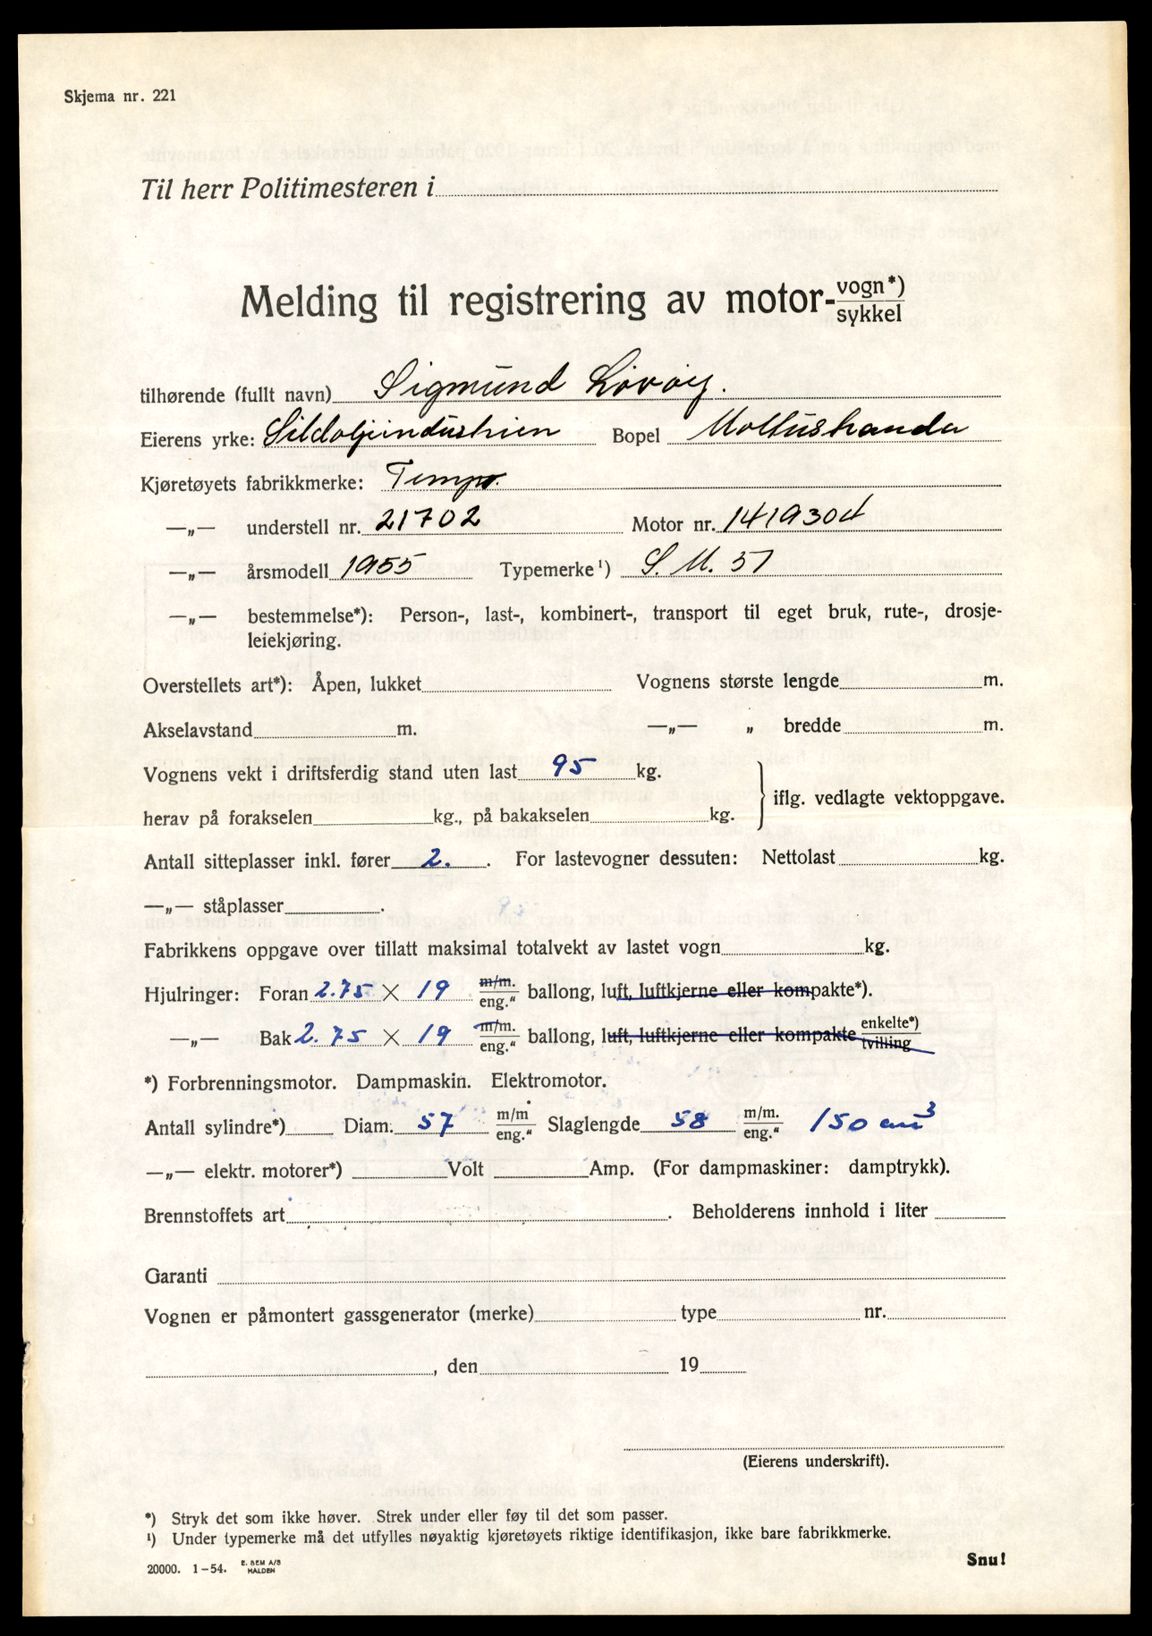 Skjema nr. 221
Til herr Politimesteren i
Melding til registrering av motor-vogn*) sykkel
tilhørende (fullt navn) Sigmund Lövöy.
Eierens yrke: Sildoljeindustrien Bopel Moltustranda
Kjøretøyets fabrikkmerke: Tempo.
—„— understell nr. 21702 Motor nr. 1419304
—„— årsmodell 1955 Typemerke¹) S. M. 51
—„— bestemmelse*): Person-, last-, kombinert-, transport til eget bruk, rute-, drosje-
leiekjøring.
Overstellets art*): Åpen, lukket Vognens største lengde m.
Akselavstand m. —„— „ bredde m.
Vognens vekt i driftsferdig stand uten last 95 kg.
iflg. vedlagte vektoppgave.
herav på forakselen kg., på bakakselen kg.
Antall sitteplasser inkl. fører 2. . For lastevogner dessuten: Nettolast kg.
—„— ståplasser .
Fabrikkens oppgave over tillatt maksimal totalvekt av lastet vogn kg.
Hjulringer: Foran 2.75 × 19 m/m. eng.“ ballong, luft, luftkjerne eller kompakte*).
—„— Bak 2.75 × 19 m/m. eng.“ ballong, luft, luftkjerne eller kompakte enkelte*) tvilling
*) Forbrenningsmotor. Dampmaskin. Elektromotor.
Antall sylindre*) Diam: 57 m/m eng.“ Slaglengde 58 m/m. eng.“ 150 cm³
—„— elektr. motorer*) Volt Amp. (For dampmaskiner: damptrykk).
Brennstoffets art . Beholderens innhold i liter
Garanti
Vognen er påmontert gassgenerator (merke) type nr.
, den 19
(Eierens underskrift).
*) Stryk det som ikke høver. Strek under eller føy til det som passer.
¹) Under typemerke må det utfylles nøyaktig kjøretøyets riktige identifikasjon, ikke bare fabrikkmerke.
20000. 1–54. E. SEM A/S HALDEN
Snu!